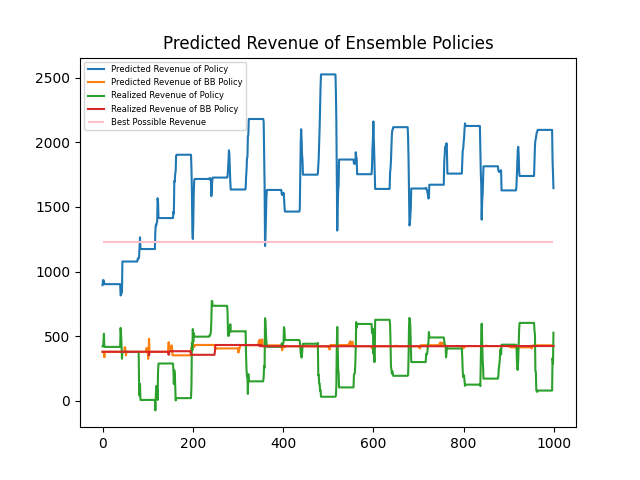 Predicted Revenue of Ensemble Policies
Predicted Revenue of Policy
Predicted Revenue of BB Policy
Realized Revenue of Policy
Realized Revenue of BB Policy
Best Possible Revenue
2500
2000
1500
1000
500
0
0 200 400 600 800 1000